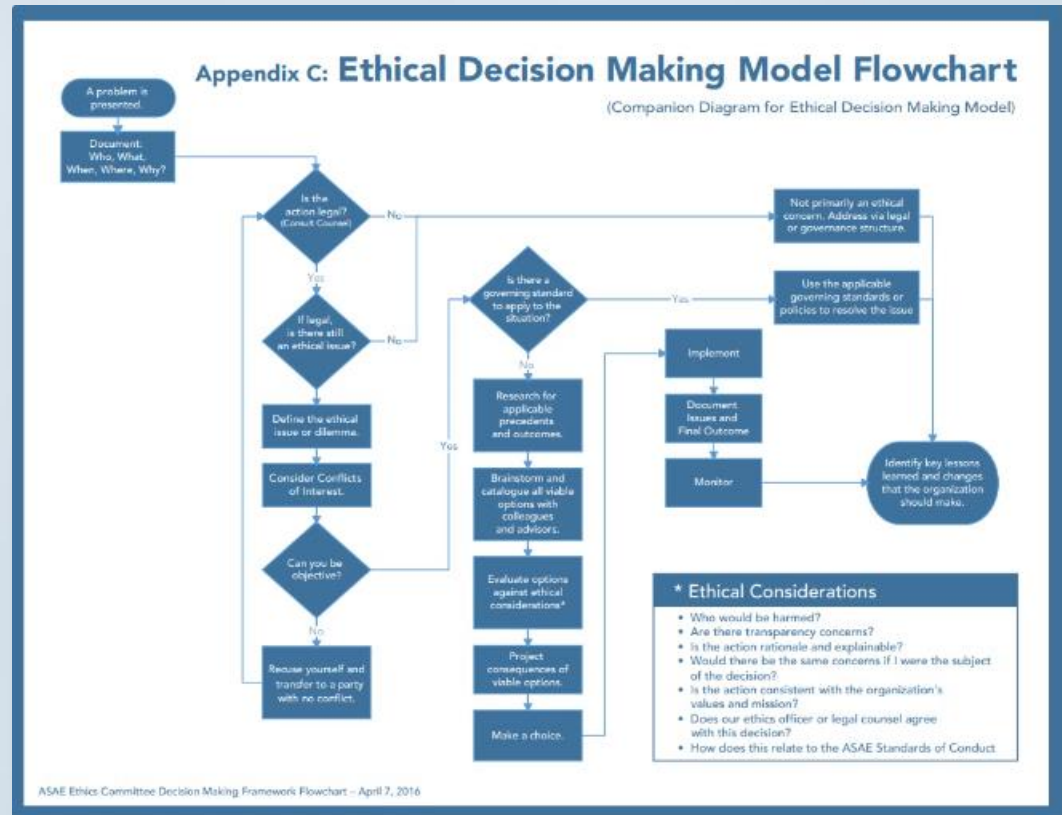 Appendix C: Ethical Decision Making Model Flowchart
(Companion Diagram for Ethical Decision Making Model)
A problem is
presented.
Document:
Who, What,
When, Where, Why?
Is the
action legal?
(Consult Counsel)
No
Yes
If legal,
is there still
an ethical issue?
No
Define the ethical
issue or dilemma.
Consider Conflicts
of Interest.
Can you be
objective?
Yes
No
Recuse yourself and
transfer to a party
with no conflict.
Is there a
governing standard
to apply to the
situation?
Yes
No
Research for
applicable
precedents
and outcomes.
Brainstorm and
catalogue all viable
options with
colleagues
and advisors.
Evaluate options
against ethical
considerations*
Project
consequences of
viable options.
Make a choice.
Not primarily an ethical
concern. Address via legal
or governance structure.
Use the applicable
governing standards or
policies to resolve the issue
Implement
Document
Issues and
Final Outcome
Monitor
Identify key lessons
learned and changes
that the organization
should make.
* Ethical Considerations
• Who would be harmed?
• Are there transparency concerns?
• Is the action rationale and explainable?
• Would there be the same concerns if I were the subject
of the decision?
• Is the action consistent with the organization's
values and mission?
• Does our ethics officer or legal counsel agree
with this decision?
• How does this relate to the ASAE Standards of Conduct
ASAE Ethics Committee Decision Making Framework Flowchart – April 7, 2016